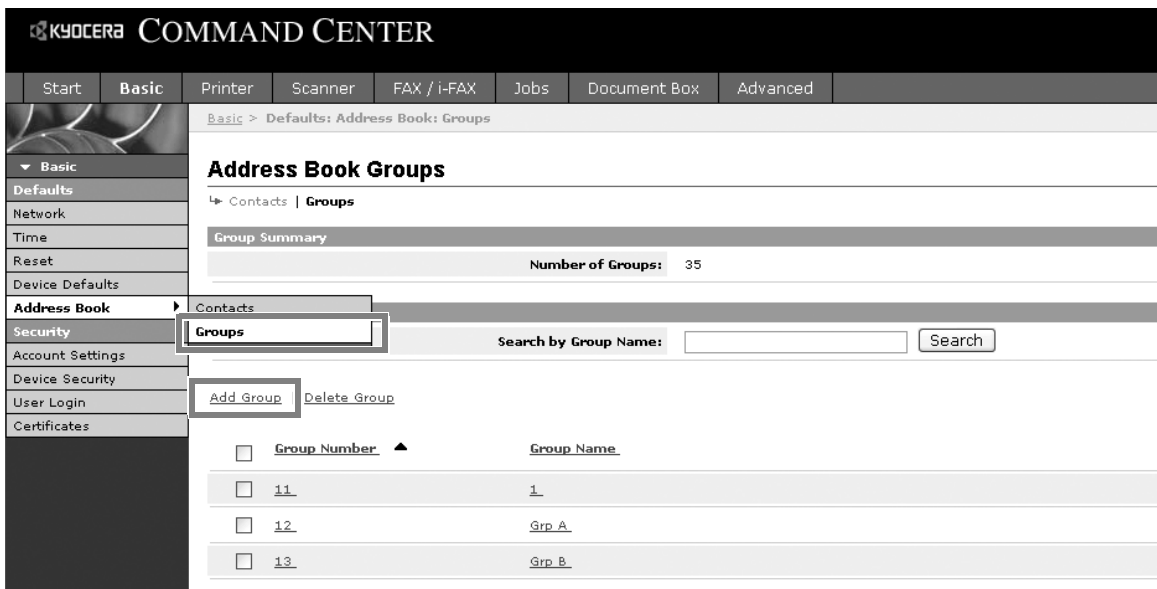 KYOCERA COMMAND CENTER
Start Basic Printer Scanner FAX / i-FAX Jobs Document Box Advanced
Basic > Defaults: Address Book: Groups
Basic
Defaults
Network
Time
Reset
Device Defaults
Address Book
Security
Account Settings
Device Security
User Login
Certificates
Contacts
Groups
Address Book Groups
Contacts | Groups
Group Summary
Number of Groups: 35
Search by Group Name: Search
Add Group | Delete Group
Group Number Group Name
11 1
12 Grp A
13 Grp B